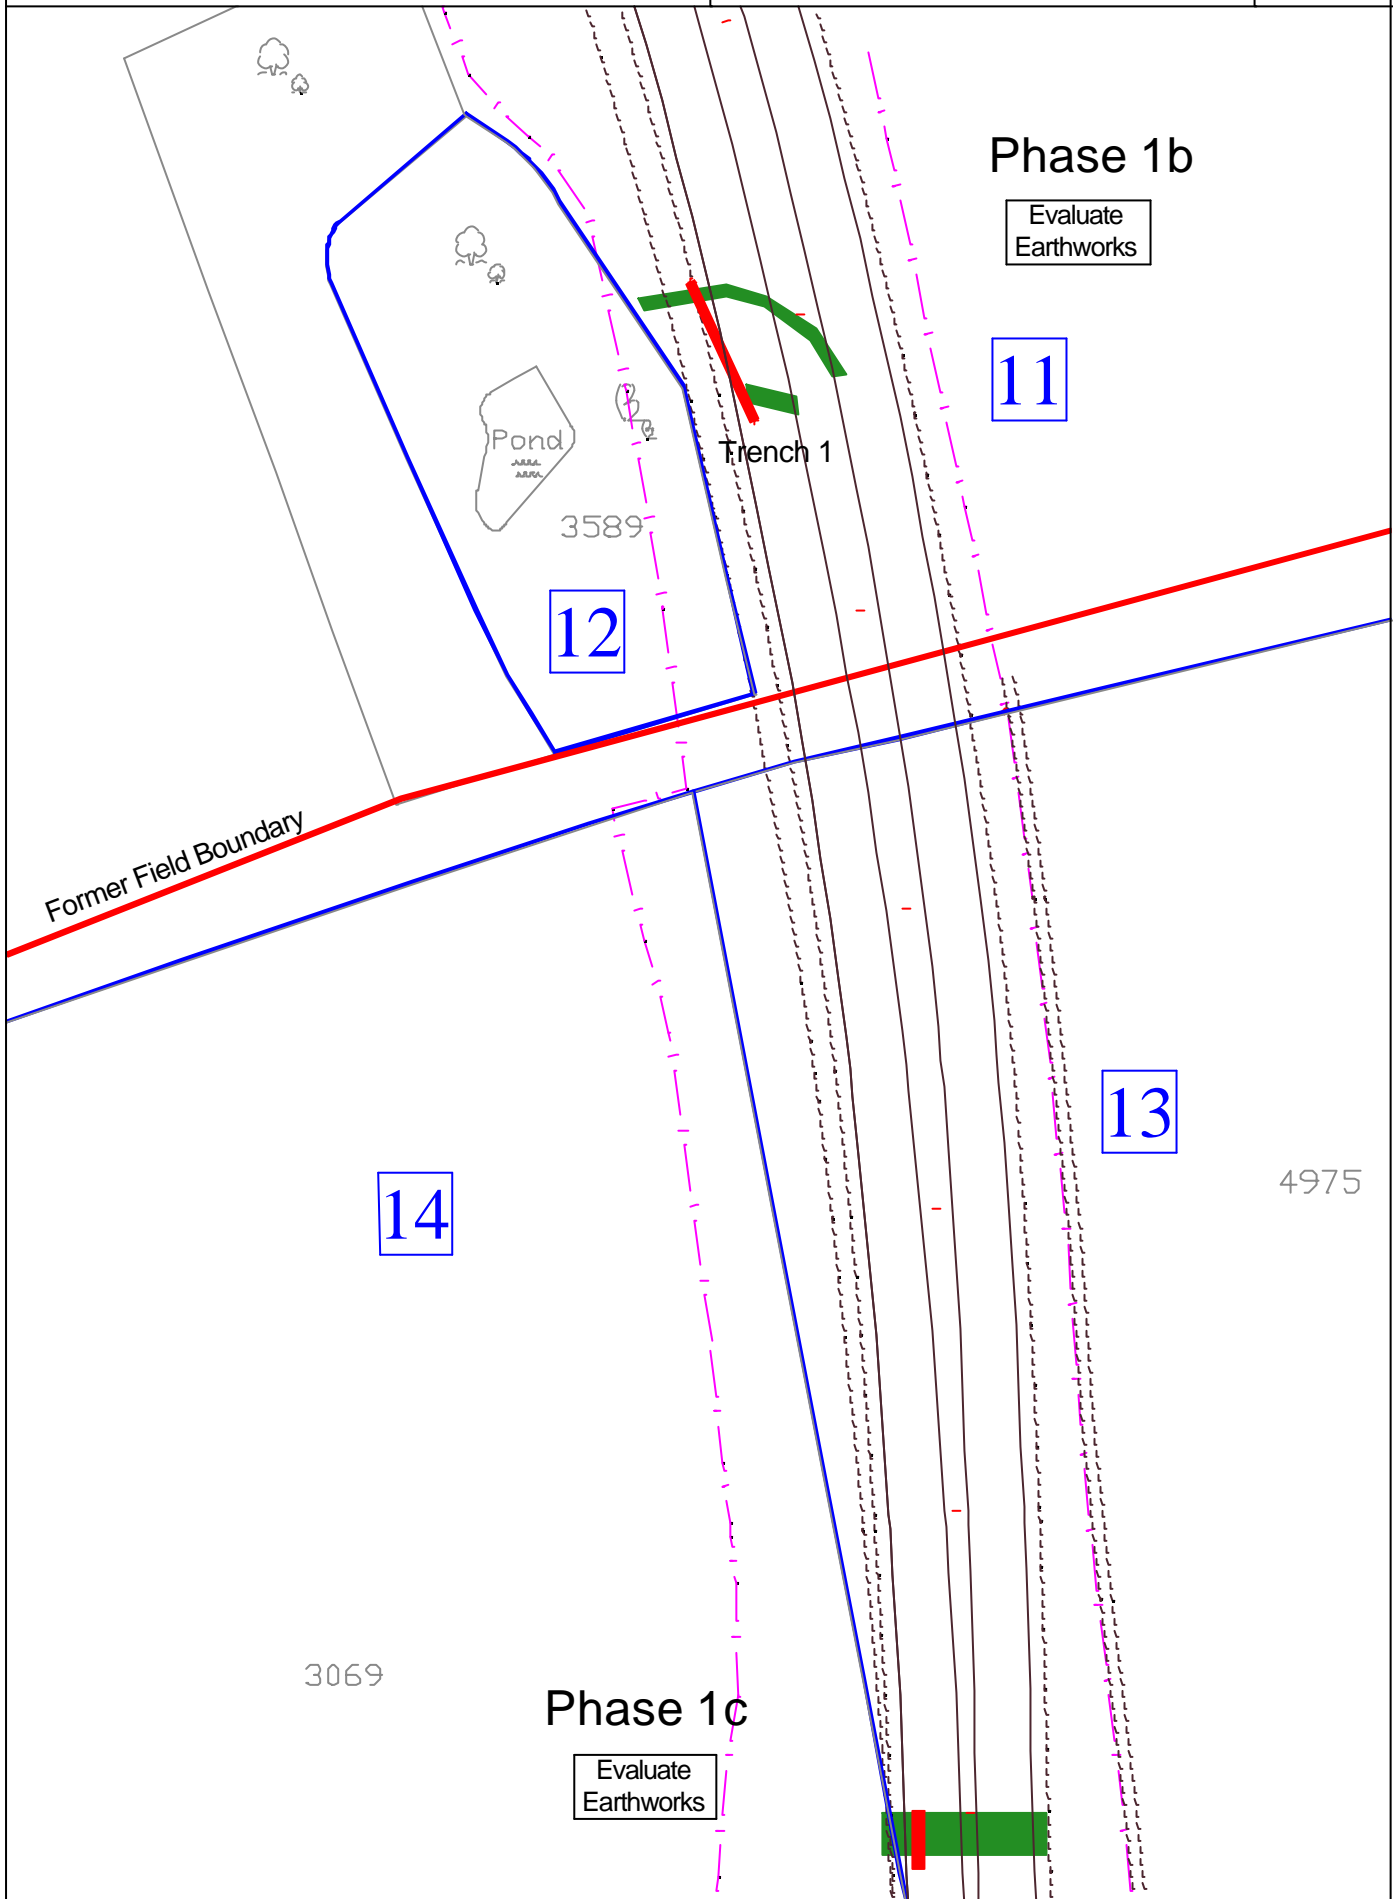 Phase 1b
Evaluate
Earthworks
11
Trench 1
Pond
3589
12
Former Field Boundary
13
4975
14
3069
Phase 1c
Evaluate
Earthworks